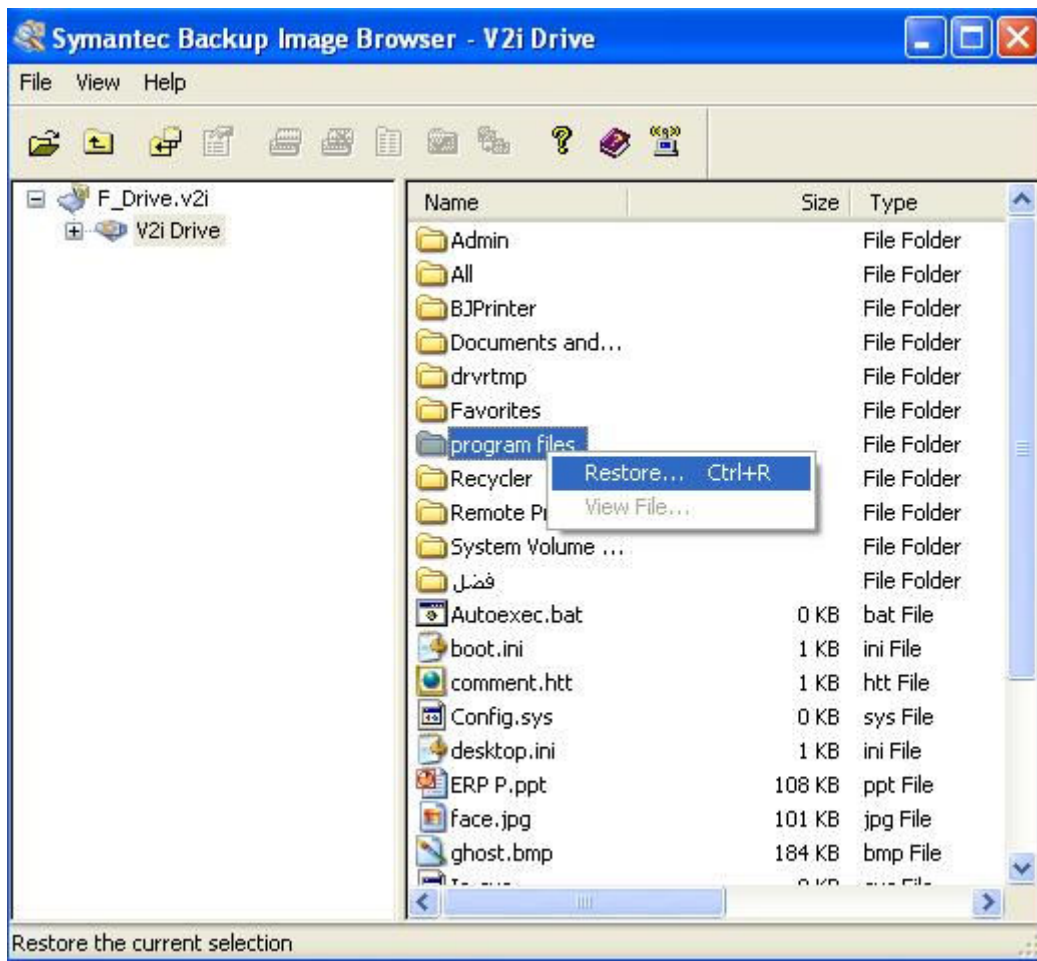 Symantec Backup Image Browser - V2i Drive
File View Help
F_Drive.v2i
V2i Drive
Name Size Type
Admin File Folder
All File Folder
BJPrinter File Folder
Documents and... File Folder
drvrtmp File Folder
Favorites File Folder
program files File Folder
Recycler File Folder
Restore... Ctrl+R
Remote File Folder
View File...
System Volume ... File Folder
فضل File Folder
Autoexec.bat 0 KB bat File
boot.ini 1 KB ini File
comment.htt 1 KB htt File
Config.sys 0 KB sys File
desktop.ini 1 KB ini File
ERP P.ppt 108 KB ppt File
face.jpg 101 KB jpg File
ghost.bmp 184 KB bmp File
Restore the current selection